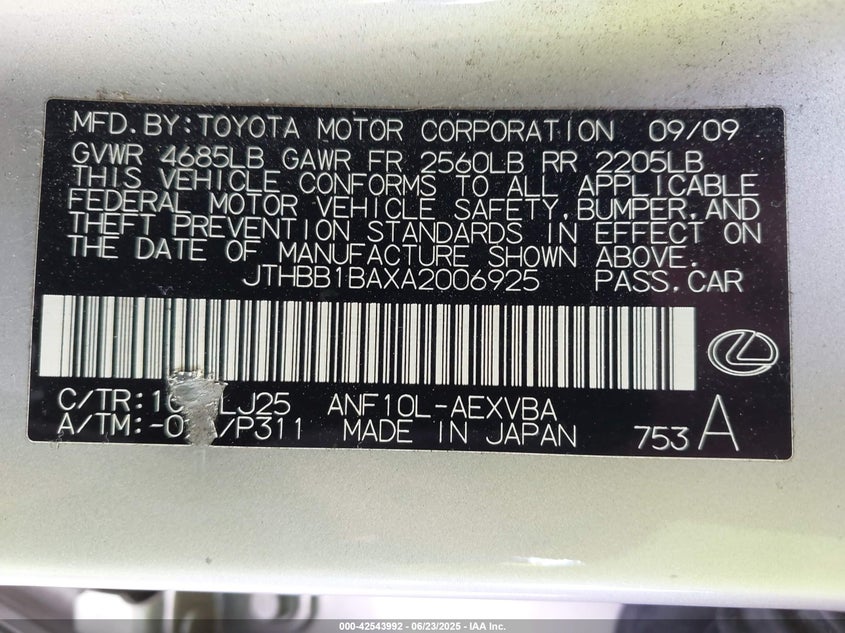 MFD.BY:TOYOTA MOTOR CORPORATION 09/09
GVWR 4685LB GAWR FR 2560LB RR 2205LB
THIS VEHICLE CONFORMS TO ALL APPLICABLE
FEDERAL MOTOR VEHICLE SAFETY,BUMPER,AND
THEFT PREVENTION STANDARDS IN EFFECT ON
THE DATE OF MANUFACTURE SHOWN ABOVE.
JTHBB1BAXA2006925 PASS.CAR
C/TR: LJ25 ANF10L-AEXVBA
A/TM: /P311 MADE IN JAPAN 753 A
000-42543992 - 06/23/2025 - IAA Inc.